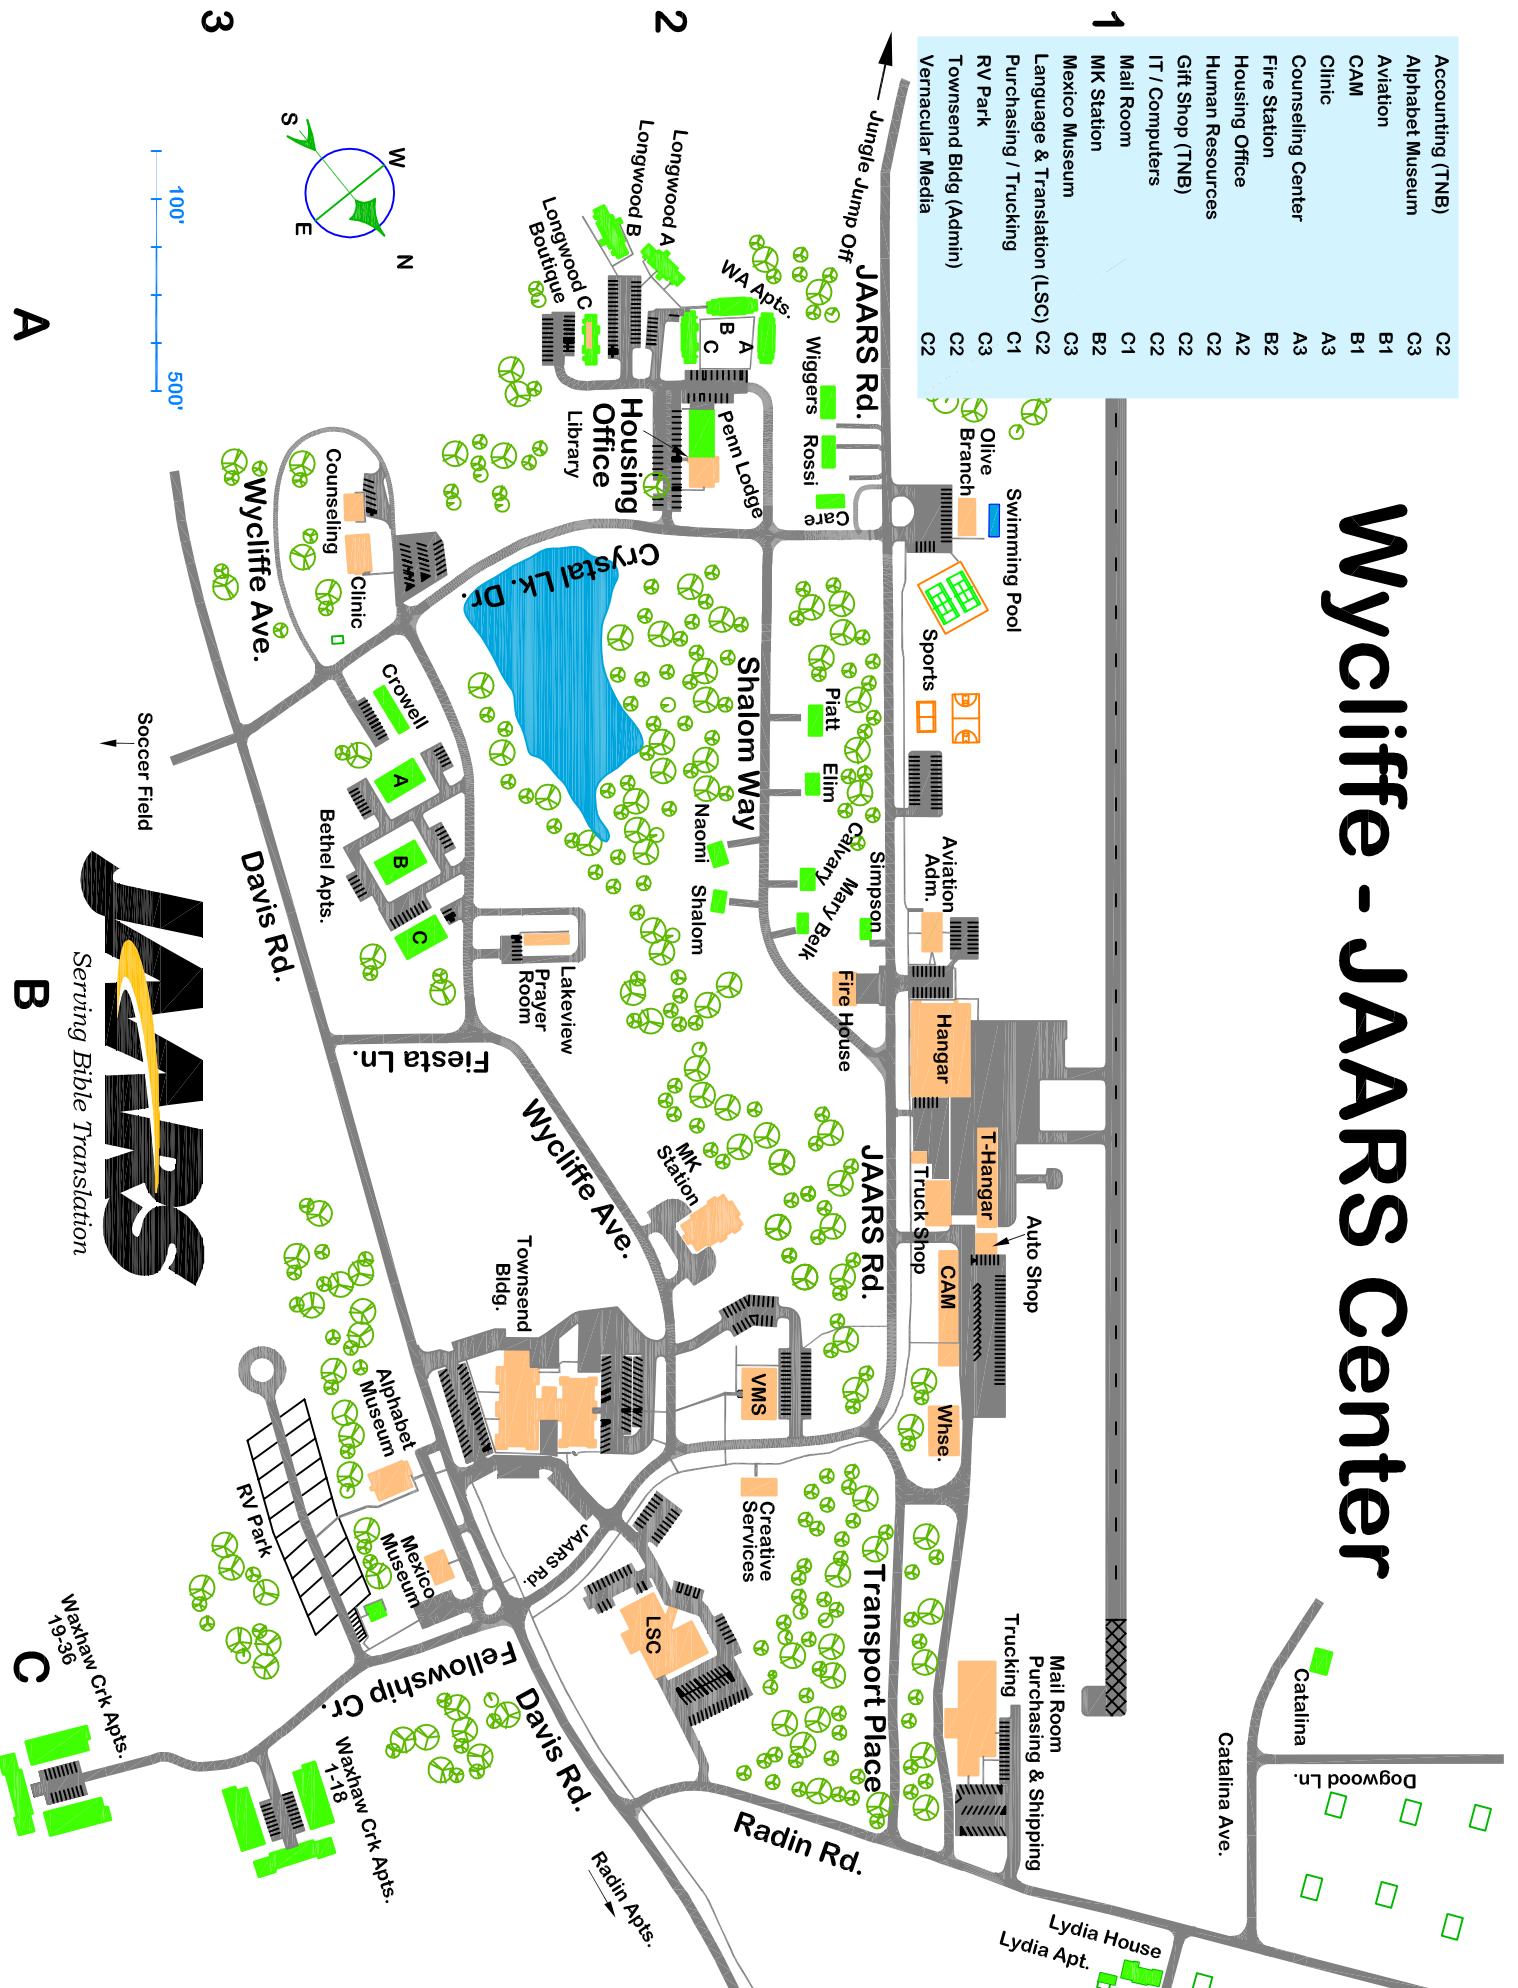 Wycliffe - JAARS Center
Accounting (TNB) C2
Alphabet Museum C3
Aviation B1
CAM B1
Clinic A3
Counseling Center A3
Fire Station B2
Housing Office A2
Human Resources C2
Gift Shop (TNB) C2
IT / Computers C2
Mail Room C1
MK Station B2
Mexico Museum C3
Language & Translation (LSC) C2
Purchasing / Trucking C1
RV Park C3
Townsend Bldg (Admin) C2
Vernacular Media C2
1
2
3
A
B
C
Jungle Jump Off
JAARS Rd.
Olive
Branch
Swimming Pool
Sports
Aviation
Adm.
Hangar
T-Hangar
Truck Shop
Auto Shop
CAM
Whse.
Mail Room
Purchasing & Shipping
Trucking
Catalina
Catalina Ave.
Dogwood Ln.
Lydia House
Lydia Apt.
Wiggers
Rossi
Care
WA Apts.
A
B
C
Longwood A
Longwood B
Longwood C
Boutique
Penn Lodge
Housing
Office
Library
Crystal Lk. Dr.
Shalom Way
Piatt
Elim
Calvary
Mary Belk
Simpson
Naomi
Shalom
Fire House
JAARS Rd.
Transport Place
Radin Rd.
MK
Station
VMS
Creative
Services
LSC
JAARS Rd.
Townsend
Bldg.
Wycliffe Ave.
Lakeview
Prayer
Room
Fiesta Ln.
Wycliffe Ave.
Counseling
Clinic
Crowell
A
B
C
Bethel Apts.
Davis Rd.
Soccer Field
Alphabet
Museum
Mexico
Museum
RV Park
Fellowship Cr.
Davis Rd.
Radin Apts.
Waxhaw Crk Apts.
1-18
Waxhaw Crk Apts.
19-36
N
S
W
E
100'
500'
JAARS
Serving Bible Translation